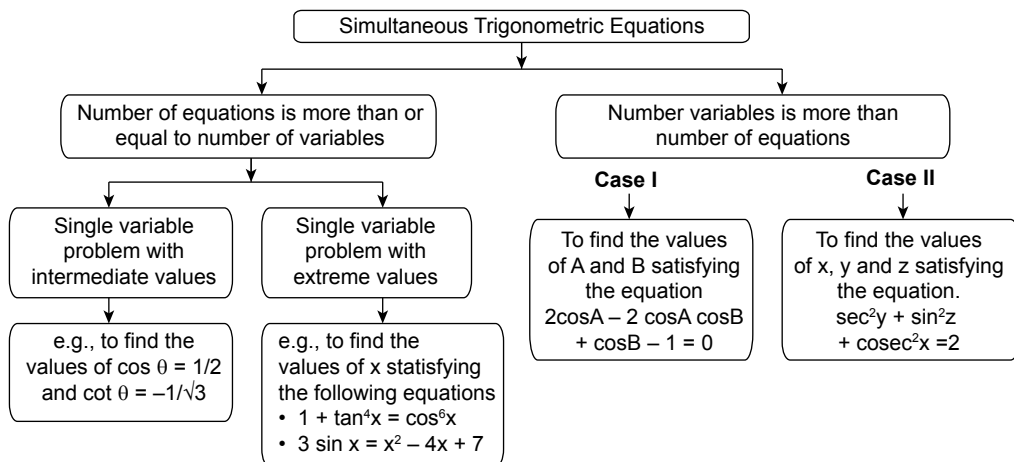 Simultaneous Trigonometric Equations
Number of equations is more than or
equal to number of variables
Number variables is more than
number of equations
Case I
Case II
Single variable
problem with
intermediate values
Single variable
problem with
extreme values
To find the values
of A and B satisfying
the equation
2cosA – 2 cosA cosB
+ cosB – 1 = 0
To find the values
of x, y and z satisfying
the equation.
sec²y + sin²z
+ cosec²x =2
e.g., to find the
values of cos θ = 1/2
and cot θ = –1/√3
e.g., to find the
values of x statisfying
the following equations
• 1 + tan⁴x = cos⁶x
• 3 sin x = x² – 4x + 7